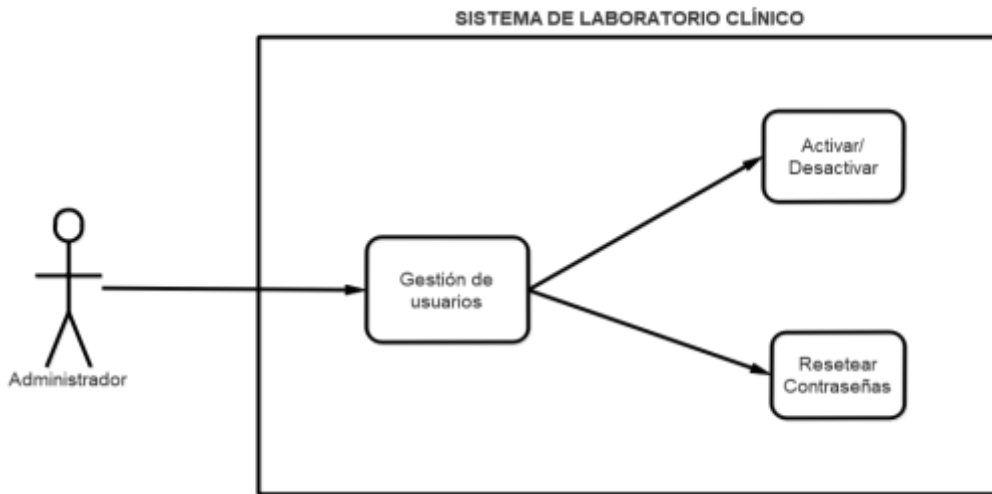 SISTEMA DE LABORATORIO CLÍNICO
Activar/
Desactivar
Gestión de
usuarios
Resetear
Contraseñas
Administrador